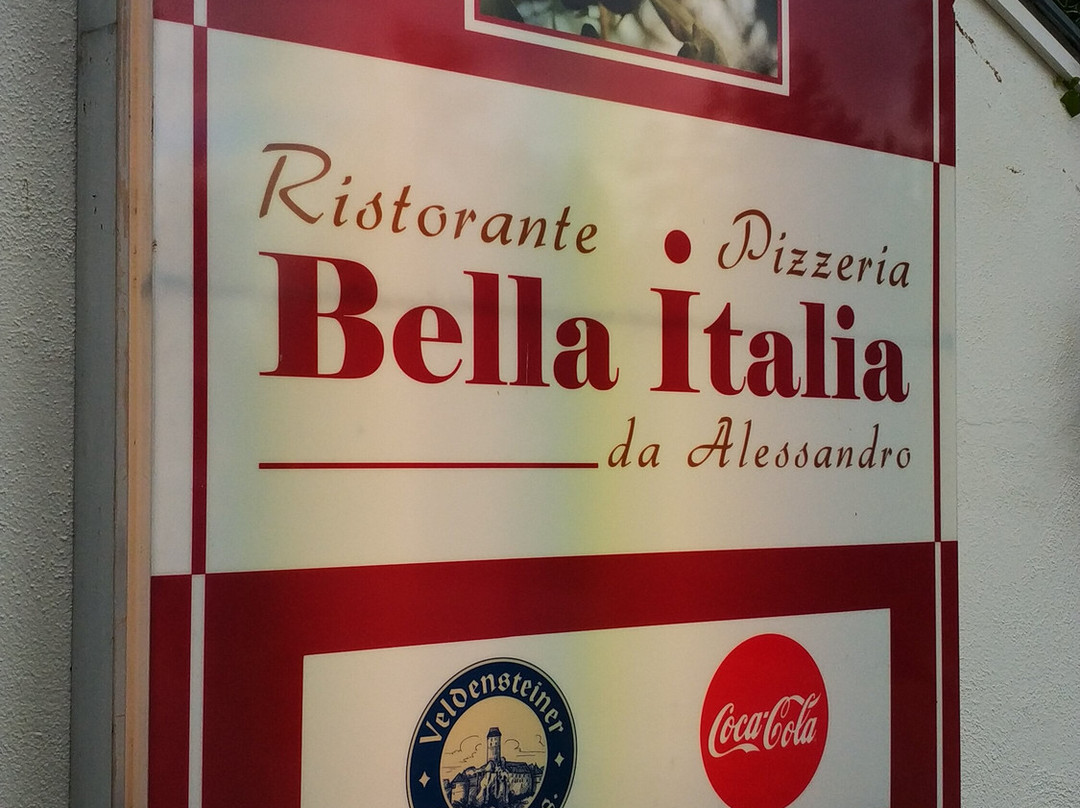 Ristorante Pizzeria
Bella Italia
da Alessandro
Veldensteiner
Coca-Cola